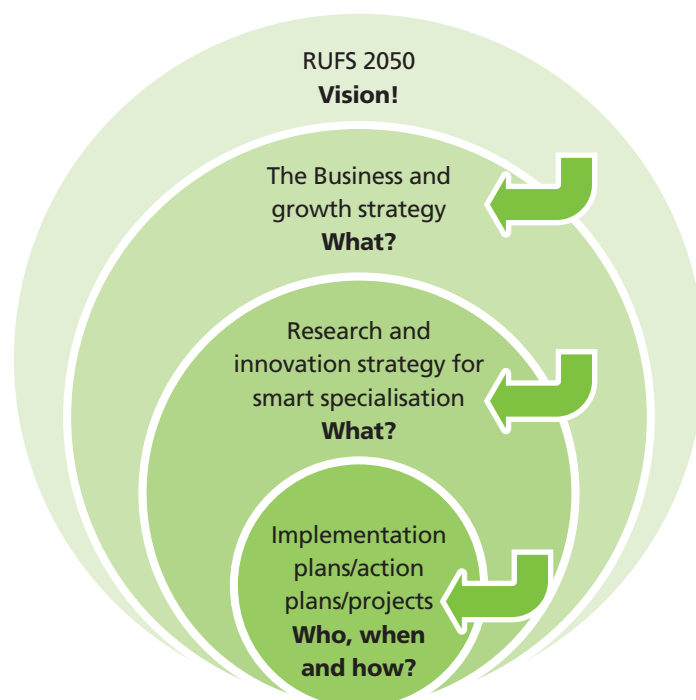 RUFS 2050
Vision!
The Business and
growth strategy
What?
Research and
innovation strategy for
smart specialisation
What?
Implementation
plans/action
plans/projects
Who, when
and how?